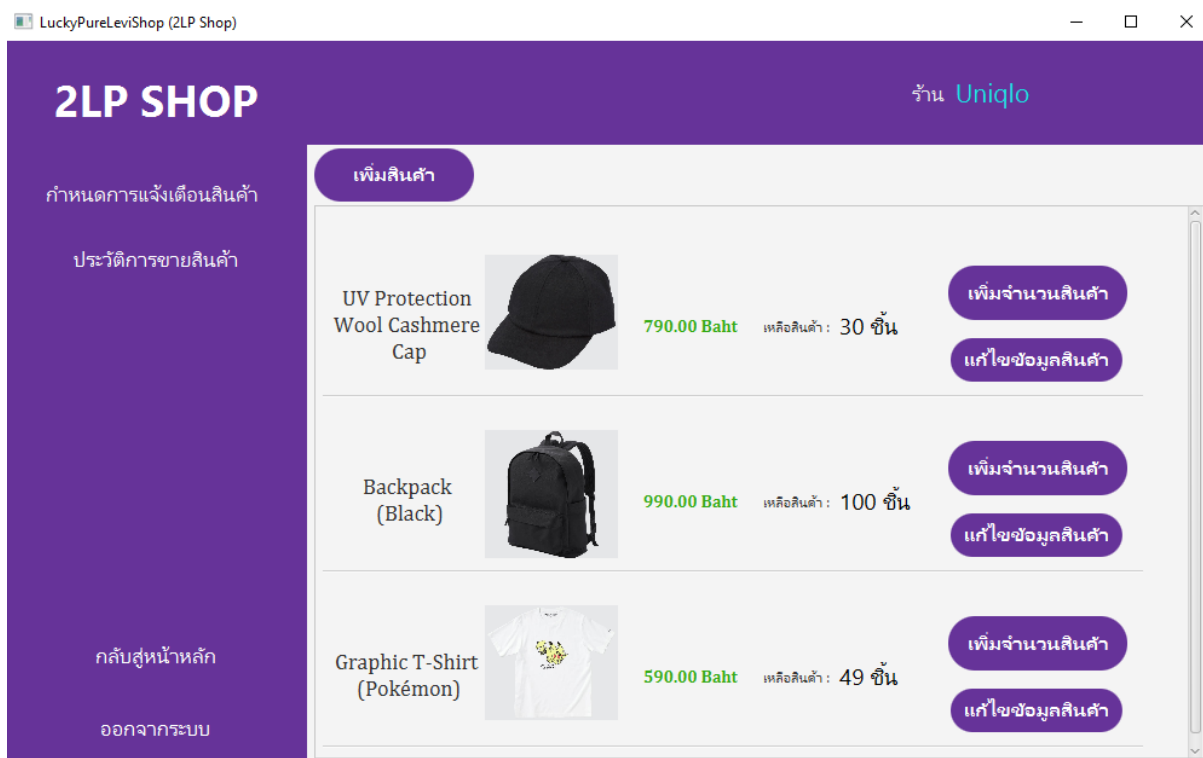 LuckyPureLeviShop (2LP Shop)
2LP SHOP
ร้าน Uniqlo
กำหนดการแจ้งเตือนสินค้า
ประวัติการขายสินค้า
กลับสู่หน้าหลัก
ออกจากระบบ
เพิ่มสินค้า
UV Protection
Wool Cashmere
Cap
790.00 Baht
เหลือสินค้า : 30 ชิ้น
เพิ่มจำนวนสินค้า
แก้ไขข้อมูลสินค้า
Backpack
(Black)
990.00 Baht
เหลือสินค้า : 100 ชิ้น
เพิ่มจำนวนสินค้า
แก้ไขข้อมูลสินค้า
Graphic T-Shirt
(Pokémon)
590.00 Baht
เหลือสินค้า : 49 ชิ้น
เพิ่มจำนวนสินค้า
แก้ไขข้อมูลสินค้า